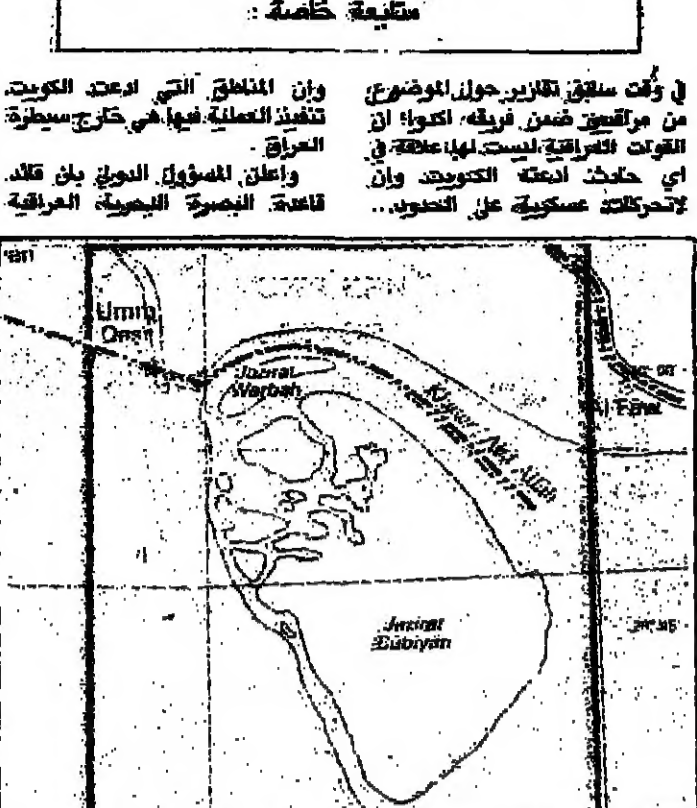 متابعة خاصة :
في وقت سابق تقارير حول الموضوع،
من مراقبين ضمن فريقه، اكدوا ان
القوات العراقية ليست لها علاقة في
اي حادث ادعته الكويت وان
لاتحركات عسكرية على الحدود...
وان المناطق التي ادعت الكويت
تنفيذ العملية فيها هي خارج سيطرة
العراق .
واعلن المسؤول الدولي بان قائد
قاعدة البصرة البحرية العراقية
Umm
Qasr
Jazirat
Warbah
Khawr Abd Allah
Al Faw
Jazirat
Bubiyan